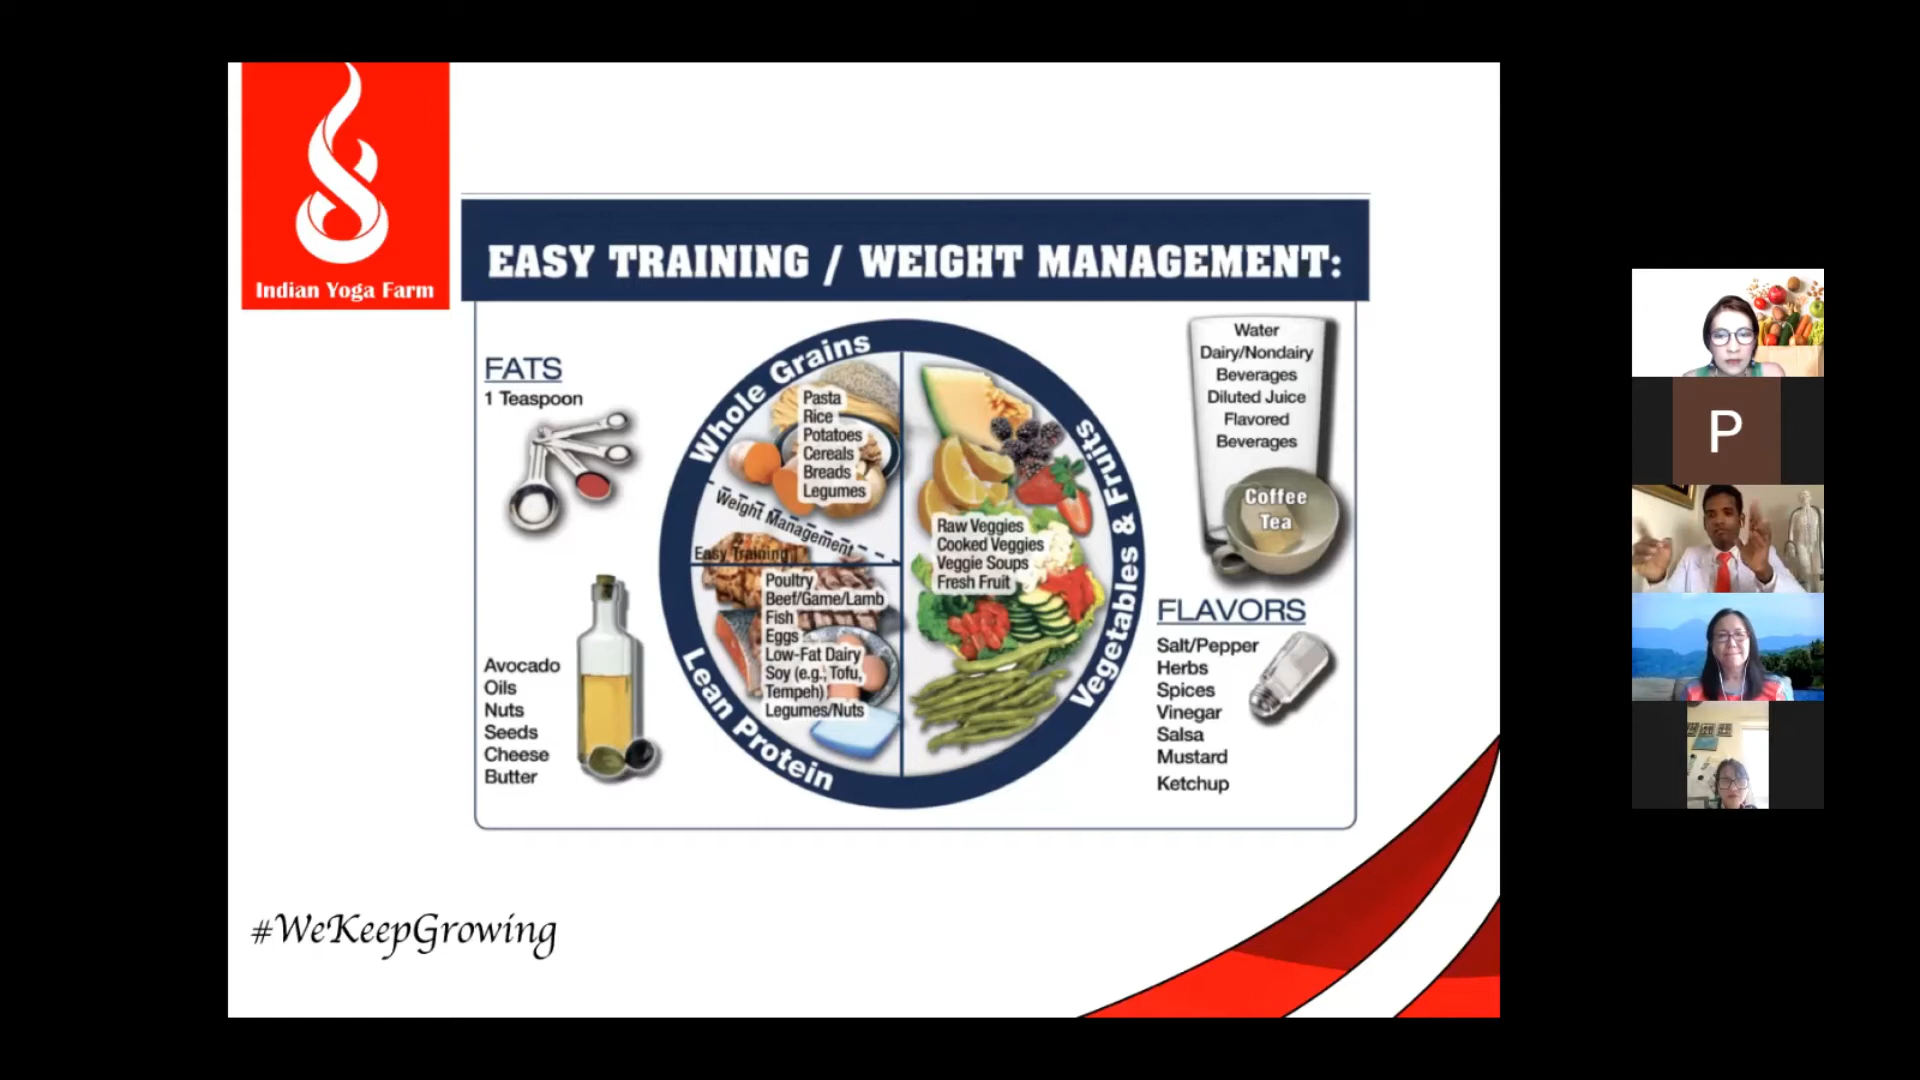 Indian Yoga Farm
EASY TRAINING / WEIGHT MANAGEMENT:
FATS
1 Teaspoon
Avocado
Oils
Nuts
Seeds
Cheese
Butter
Whole Grains
Pasta
Rice
Potatoes
Cereals
Breads
Legumes
Weight Management
Easy Training
Poultry
Beef/Game/Lamb
Fish
Eggs
Low-Fat Dairy
Soy (e.g., Tofu,
Tempeh)
Legumes/Nuts
Lean Protein
Raw Veggies
Cooked Veggies
Veggie Soups
Fresh Fruit
Vegetables & Fruits
Water
Dairy/Nondairy
Beverages
Diluted Juice
Flavored
Beverages
Coffee
Tea
FLAVORS
Salt/Pepper
Herbs
Spices
Vinegar
Salsa
Mustard
Ketchup
#WeKeepGrowing
P